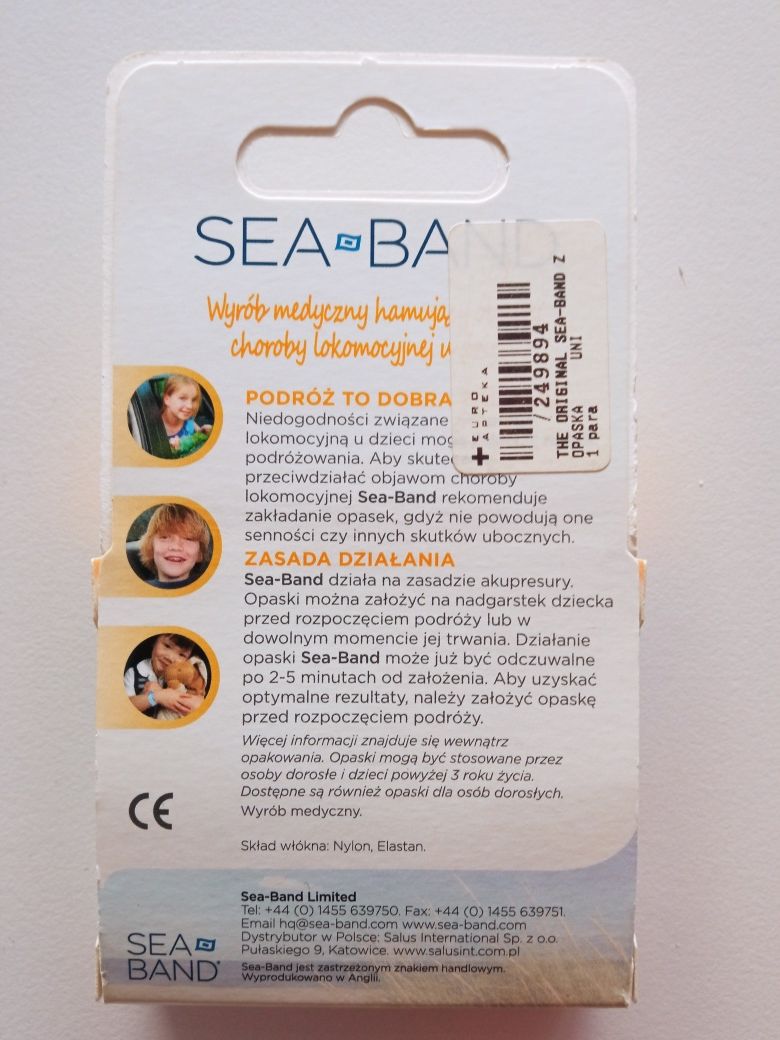 SEA BAND
Wyrób medyczny
choroby lokomocyjnej
PODRÓŻ TO DOBRA
Niedogodności związane
lokomocyjną u dzieci
podróżowania. Aby
przeciwdziałać objawom choroby
lokomocyjnej Sea-Band rekomenduje
zakładanie opasek, gdyż nie powodują one
senności czy innych skutków ubocznych.
EURO
APTEKA
/249894
THE ORIGINAL SEA-BAND Z
OPASKA UNI
1 para
ZASADA DZIAŁANIA
Sea-Band działa na zasadzie akupresury.
Opaski można założyć na nadgarstek dziecka
przed rozpoczęciem podróży lub w
dowolnym momencie jej trwania. Działanie
opaski Sea-Band może już być odczuwalne
po 2-5 minutach od założenia. Aby uzyskać
optymalne rezultaty, należy założyć opaskę
przed rozpoczęciem podróży.
Więcej informacji znajduje się wewnątrz
opakowania. Opaski mogą być stosowane przez
osoby dorosłe i dzieci powyżej 3 roku życia.
Dostępne są również opaski dla osób dorosłych.
Wyrób medyczny.
CE
Skład włókna: Nylon, Elastan.
Sea-Band Limited
Tel: +44 (0) 1455 639750. Fax: +44 (0) 1455 639751.
Email hq@sea-band.com www.sea-band.com
Dystrybutor w Polsce: Salus International Sp. z o.o.
Pułaskiego 9, Katowice. www.salusint.com.pl
Sea-Band jest zastrzeżonym znakiem handlowym.
Wyprodukowano w Anglii.
SEA
BAND